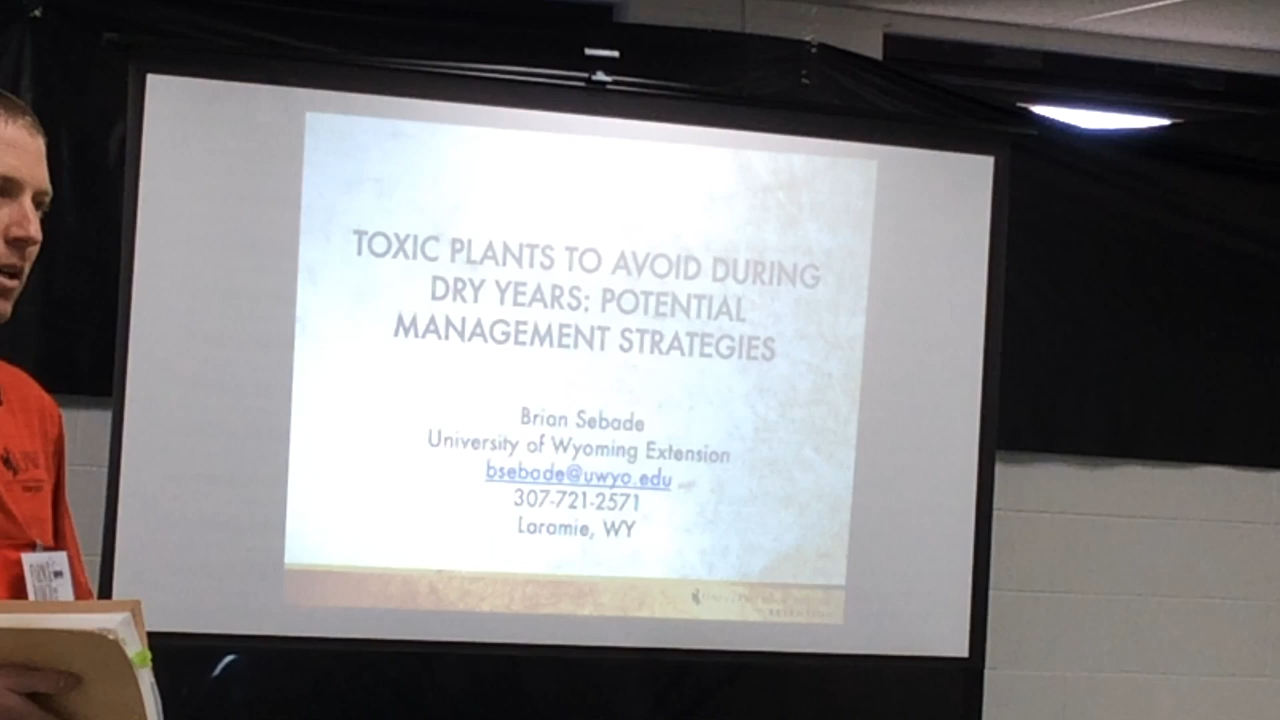 TOXIC PLANTS TO AVOID DURING
DRY YEARS: POTENTIAL
MANAGEMENT STRATEGIES
Brian Sebade
University of Wyoming Extension
bsebade@uwyo.edu
307-721-2571
Laramie, WY